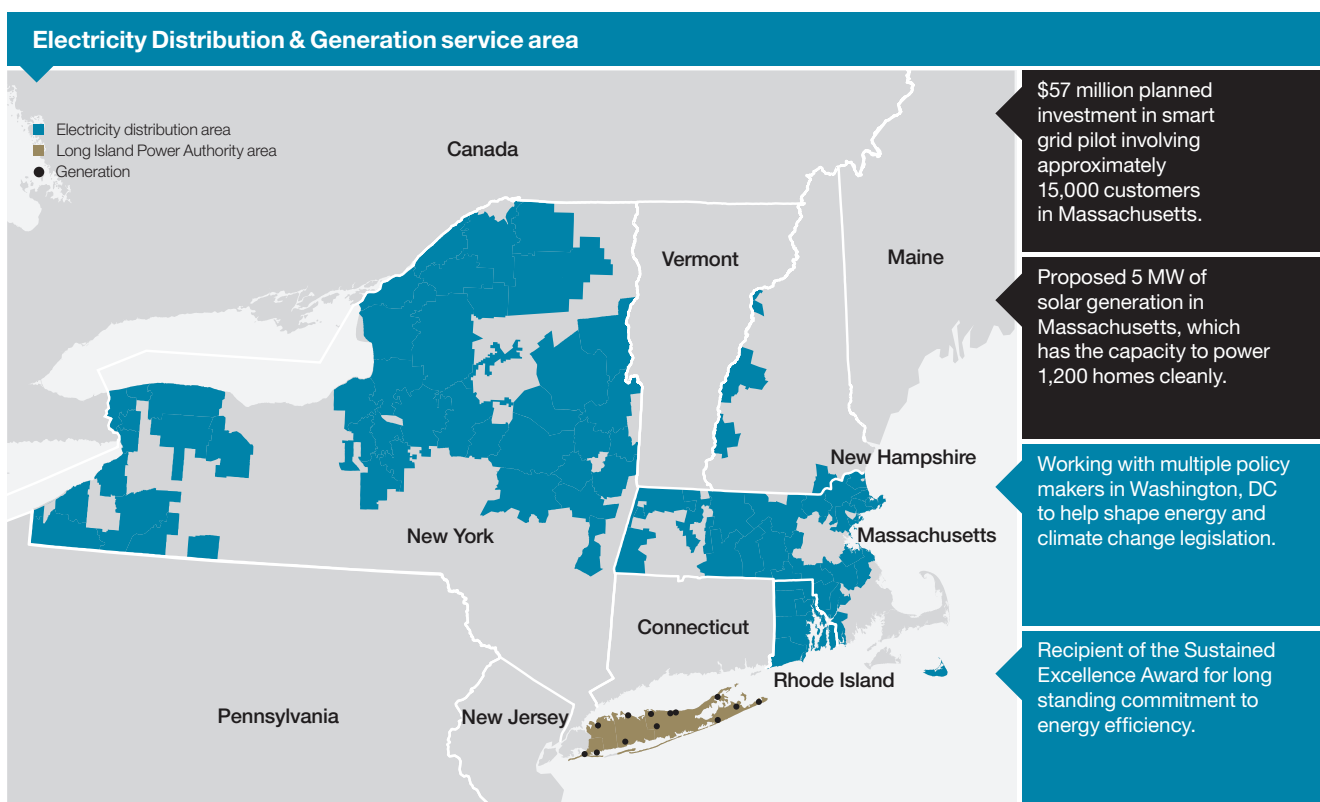 Electricity Distribution & Generation service area
Electricity distribution area
Long Island Power Authority area
Generation
Canada
Vermont
Maine
New Hampshire
New York
Massachusetts
Connecticut
Rhode Island
Pennsylvania
New Jersey
$57 million planned
investment in smart
grid pilot involving
approximately
15,000 customers
in Massachusetts.
Proposed 5 MW of
solar generation in
Massachusetts, which
has the capacity to power
1,200 homes cleanly.
Working with multiple policy
makers in Washington, DC
to help shape energy and
climate change legislation.
Recipient of the Sustained
Excellence Award for long
standing commitment to
energy efficiency.